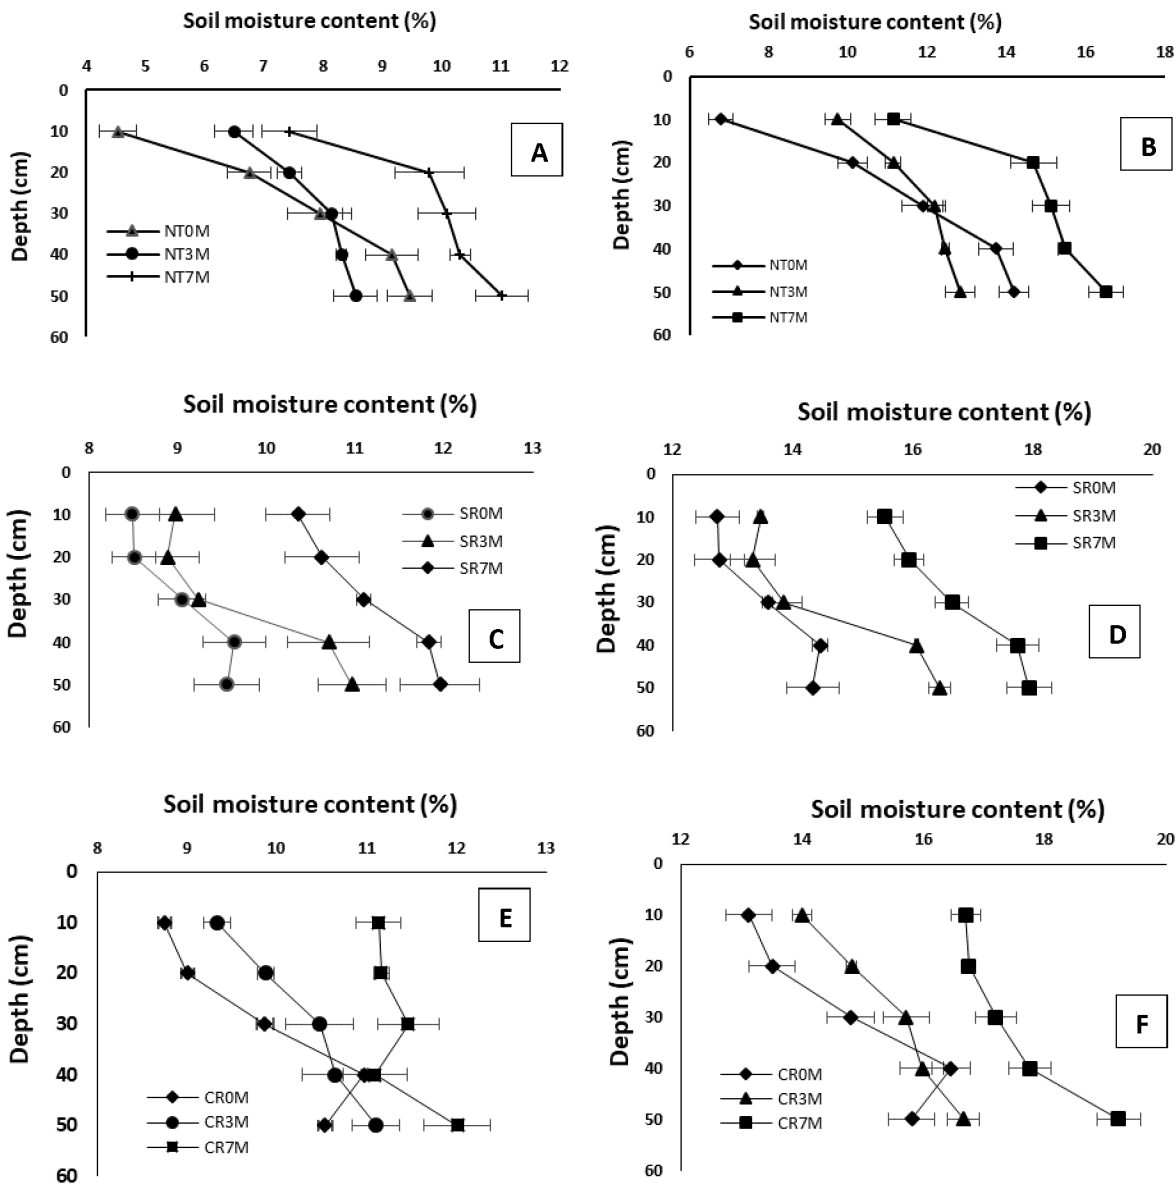 Soil moisture content (%)
4 5 6 7 8 9 10 11 12
0
10
20
30
40
50
60
Depth (cm)
A
NT0M
NT3M
NT7M
Soil moisture content (%)
6 8 10 12 14 16 18
0
10
20
30
40
50
60
Depth (cm)
B
NT0M
NT3M
NT7M
Soil moisture content (%)
8 9 10 11 12 13
0
10
20
30
40
50
60
Depth (cm)
SR0M
SR3M
SR7M
C
Soil moisture content (%)
12 14 16 18 20
0
10
20
30
40
50
60
Depth (cm)
SR0M
SR3M
SR7M
D
Soil moisture content (%)
8 9 10 11 12 13
0
10
20
30
40
50
60
Depth (cm)
E
CR0M
CR3M
CR7M
Soil moisture content (%)
12 14 16 18 20
0
10
20
30
40
50
60
Depth (cm)
F
CR0M
CR3M
CR7M